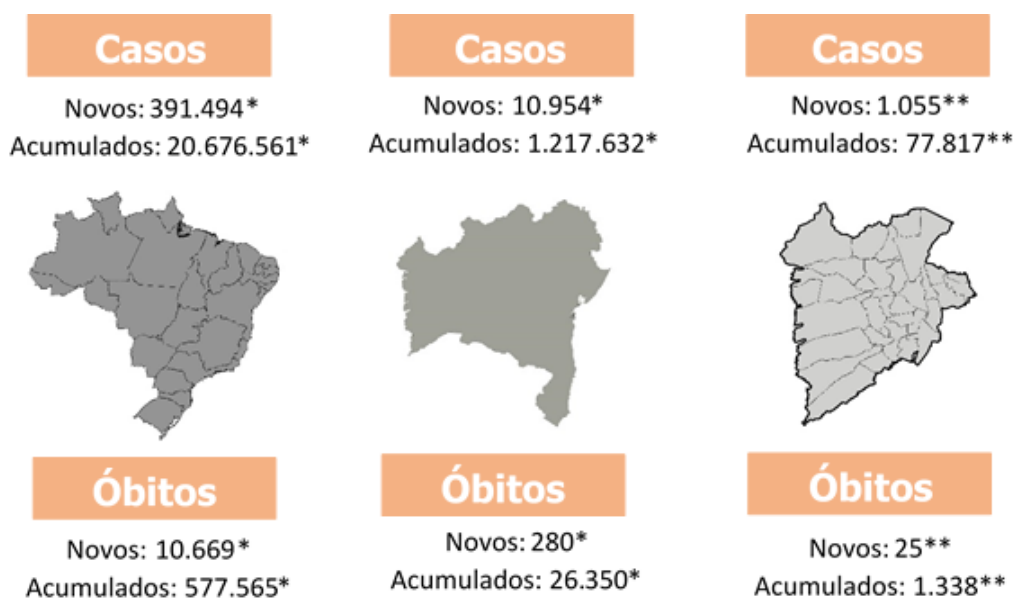 Casos
Novos: 391.494*
Acumulados: 20.676.561*
Casos
Novos: 10.954*
Acumulados: 1.217.632*
Casos
Novos: 1.055**
Acumulados: 77.817**
Óbitos
Novos: 10.669*
Acumulados: 577.565*
Óbitos
Novos: 280*
Acumulados: 26.350*
Óbitos
Novos: 25**
Acumulados: 1.338**